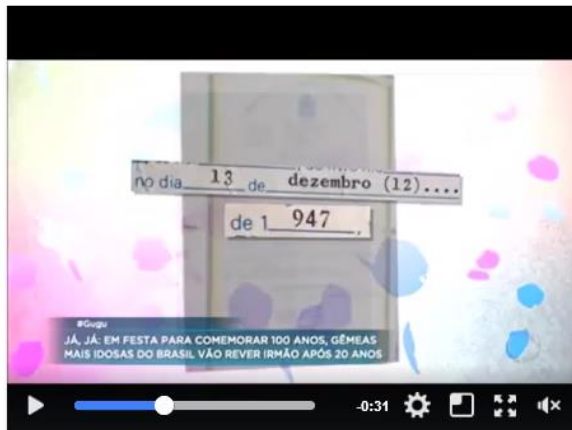 no dia 13 de dezembro (12)....
de 1 947
#Gugu
JÁ, JÁ: EM FESTA PARA COMEMORAR 100 ANOS, GÊMEAS
MAIS IDOSAS DO BRASIL VÃO REVER IRMÃO APÓS 20 ANOS
-0:31